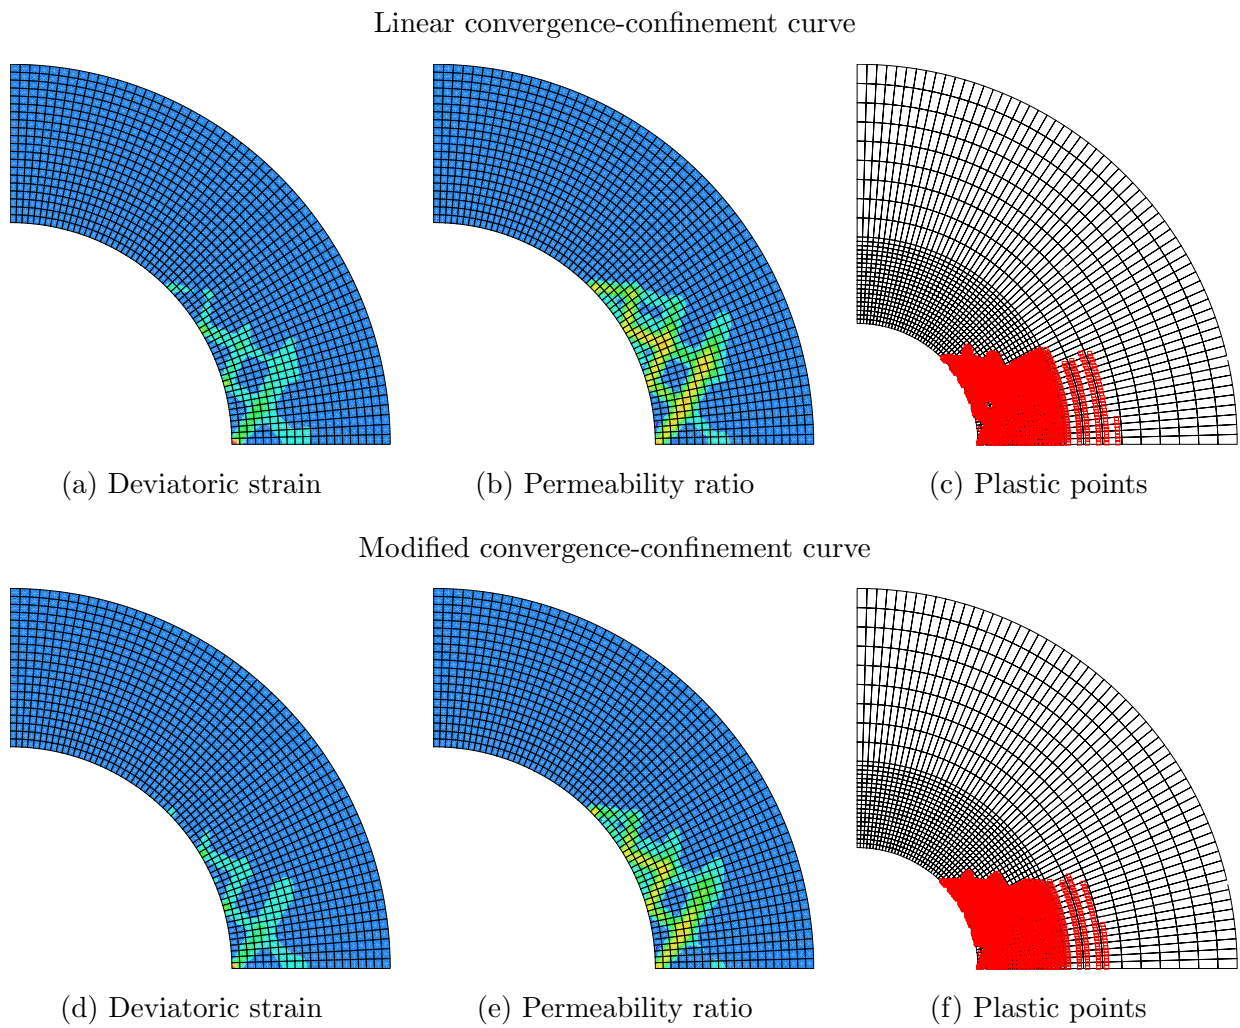 Linear convergence-confinement curve
(a) Deviatoric strain
(b) Permeability ratio
(c) Plastic points
Modified convergence-confinement curve
(d) Deviatoric strain
(e) Permeability ratio
(f) Plastic points